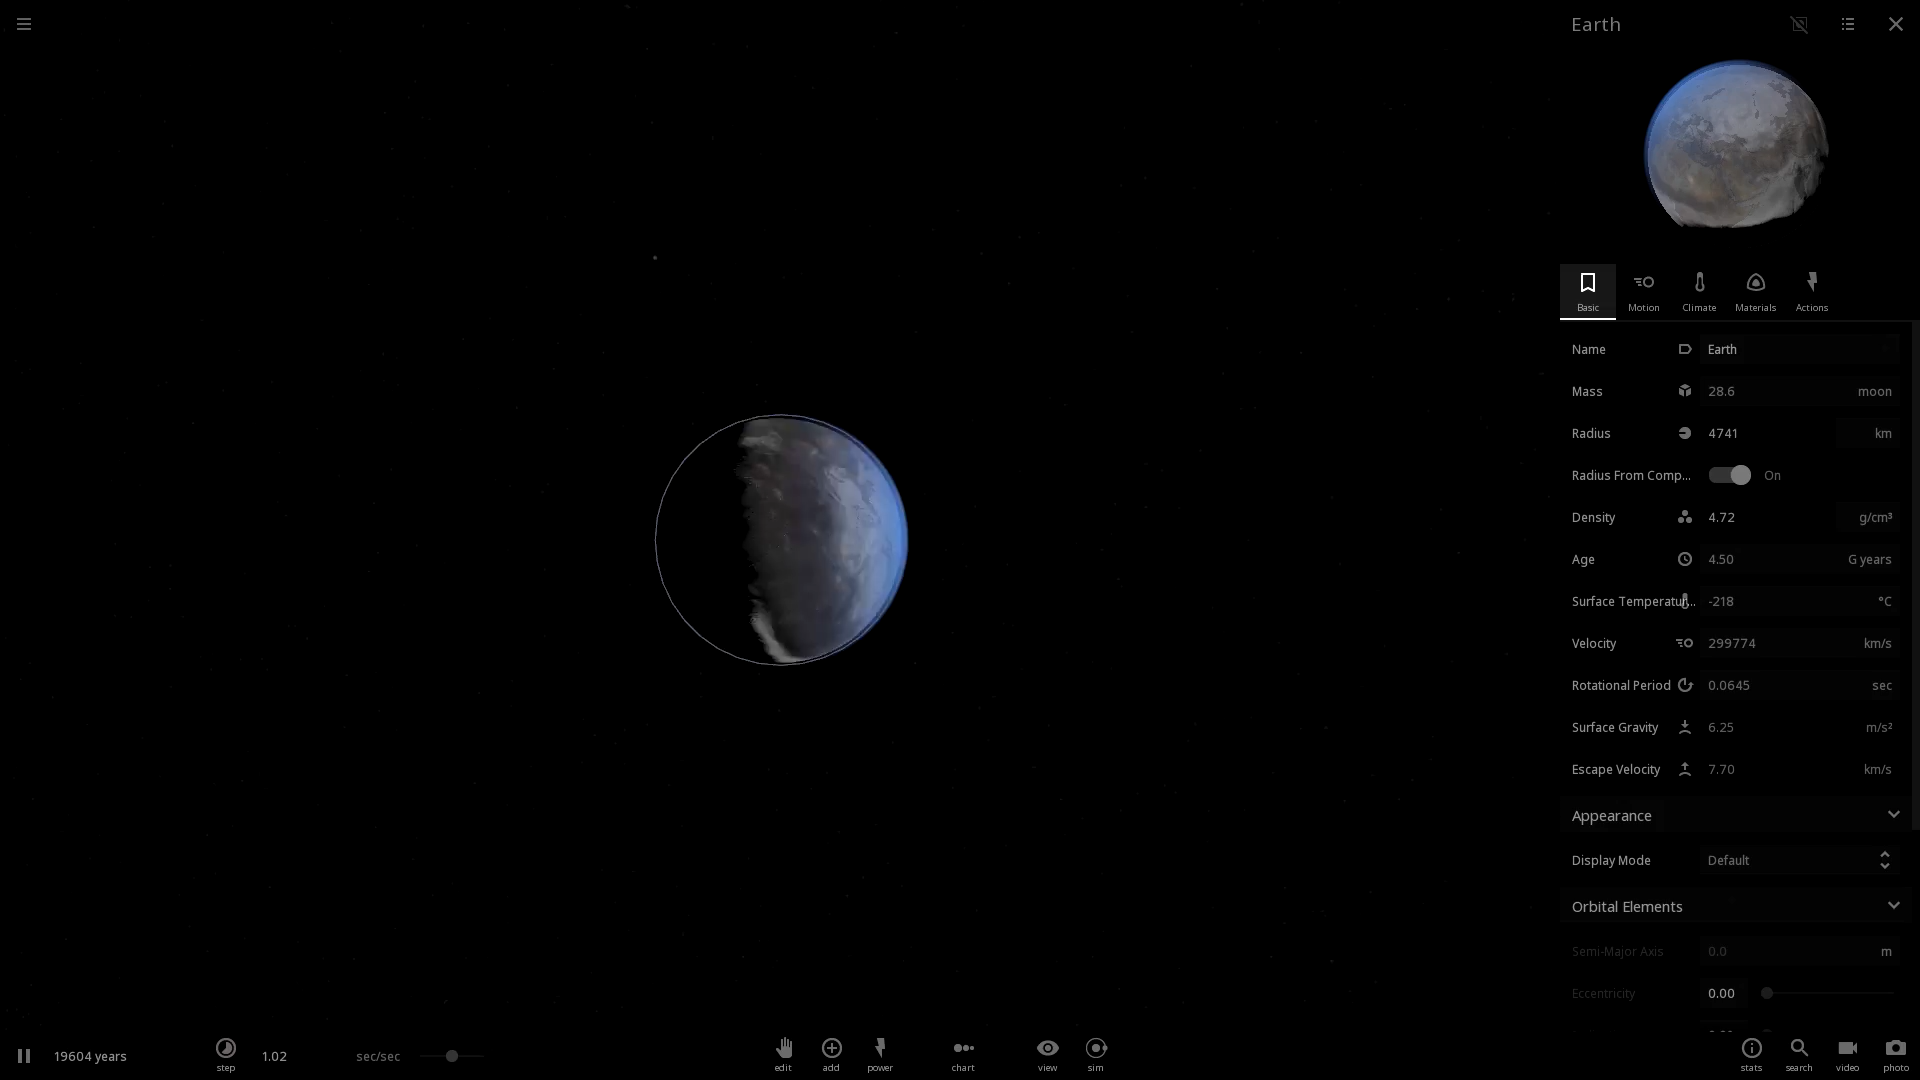 Earth
Basic
Motion
Climate
Materials
Actions
Name Earth
Mass 28.6 moon
Radius 4741 km
Radius From Comp... On
Density 4.72 g/cm³
Age 4.50 G years
Surface Temperatur... -218 °C
Velocity 299774 km/s
Rotational Period 0.0645 sec
Surface Gravity 6.25 m/s²
Escape Velocity 7.70 km/s
Appearance
Display Mode Default
Orbital Elements
Semi-Major Axis 0.0 m
Eccentricity 0.00
19604 years
step
1.02 sec/sec
edit
add
power
chart
view
sim
stats
search
video
photo